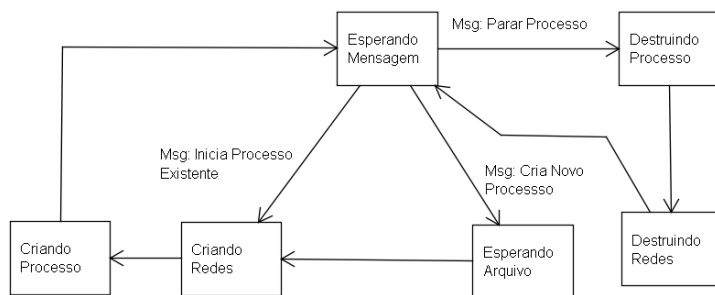 Msg: Parar Processo
Esperando
Mensagem
Destruindo
Processo
Msg: Inicia Processo
Existente
Msg: Cria Novo
Processso
Criando
Processo
Criando
Redes
Esperando
Arquivo
Destruindo
Redes